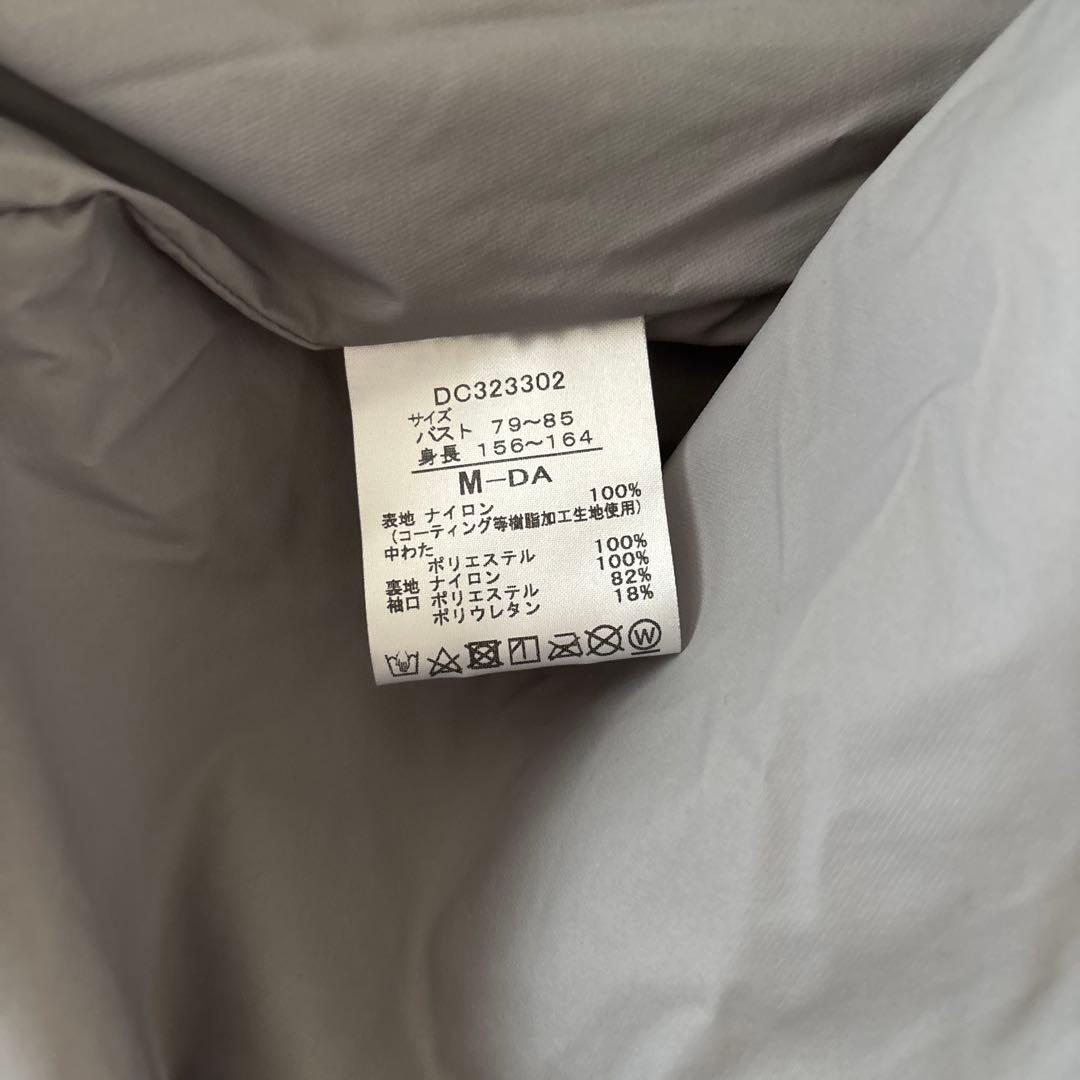 DC323302
サイズ
バスト 79～85
身長 156～164
M-DA
表地 ナイロン 100%
(コーティング等樹脂加工生地使用)
中わた
ポリエステル 100%
裏地 ナイロン 100%
袖口 ポリエステル 82%
ポリウレタン 18%
W